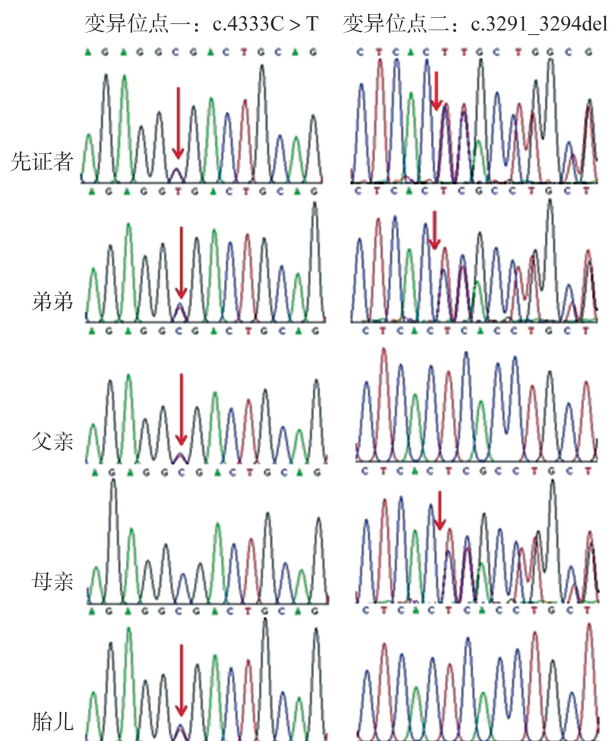 变异位点一：c.4333C > T 变异位点二：c.3291_3294del
A G A G G C G A C T G C A G C T C A C T T G C T G G C G
先证者
A G A G G T G A C T G C A G C T C A C T C G C C T G C T
弟弟
A G A G G C G A C T G C A G C T C A C T C A C C T G C T
父亲
A G A G G C G A C T G C A G C T C A C T C G C C T G C T
母亲
A G A G G C G A C T G C A G C T C A C T C A C C T G C T
胎儿